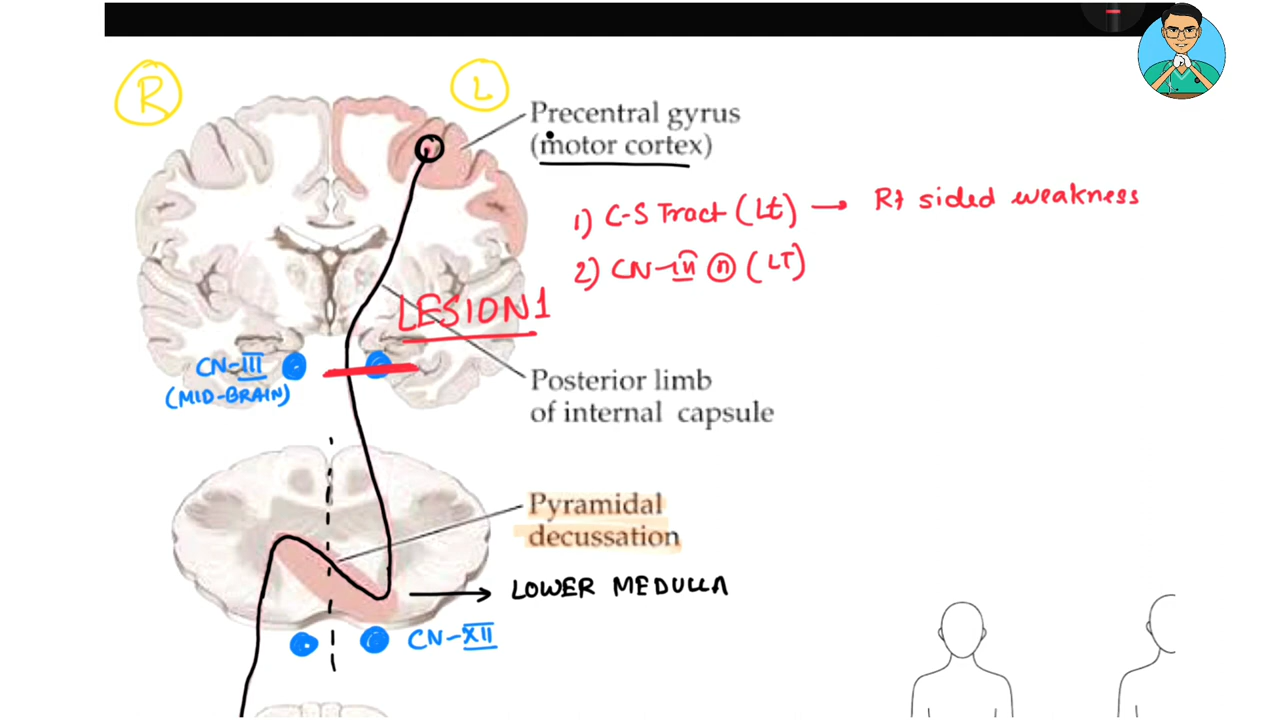 R
L
Precentral gyrus
(motor cortex)
1) C-S Tract (Lt) → Rt sided weakness
2) CN-III n (LT)
LESION 1
CN-III
(MID-BRAIN)
Posterior limb
of internal capsule
Pyramidal
decussation
LOWER MEDULLA
CN-XII